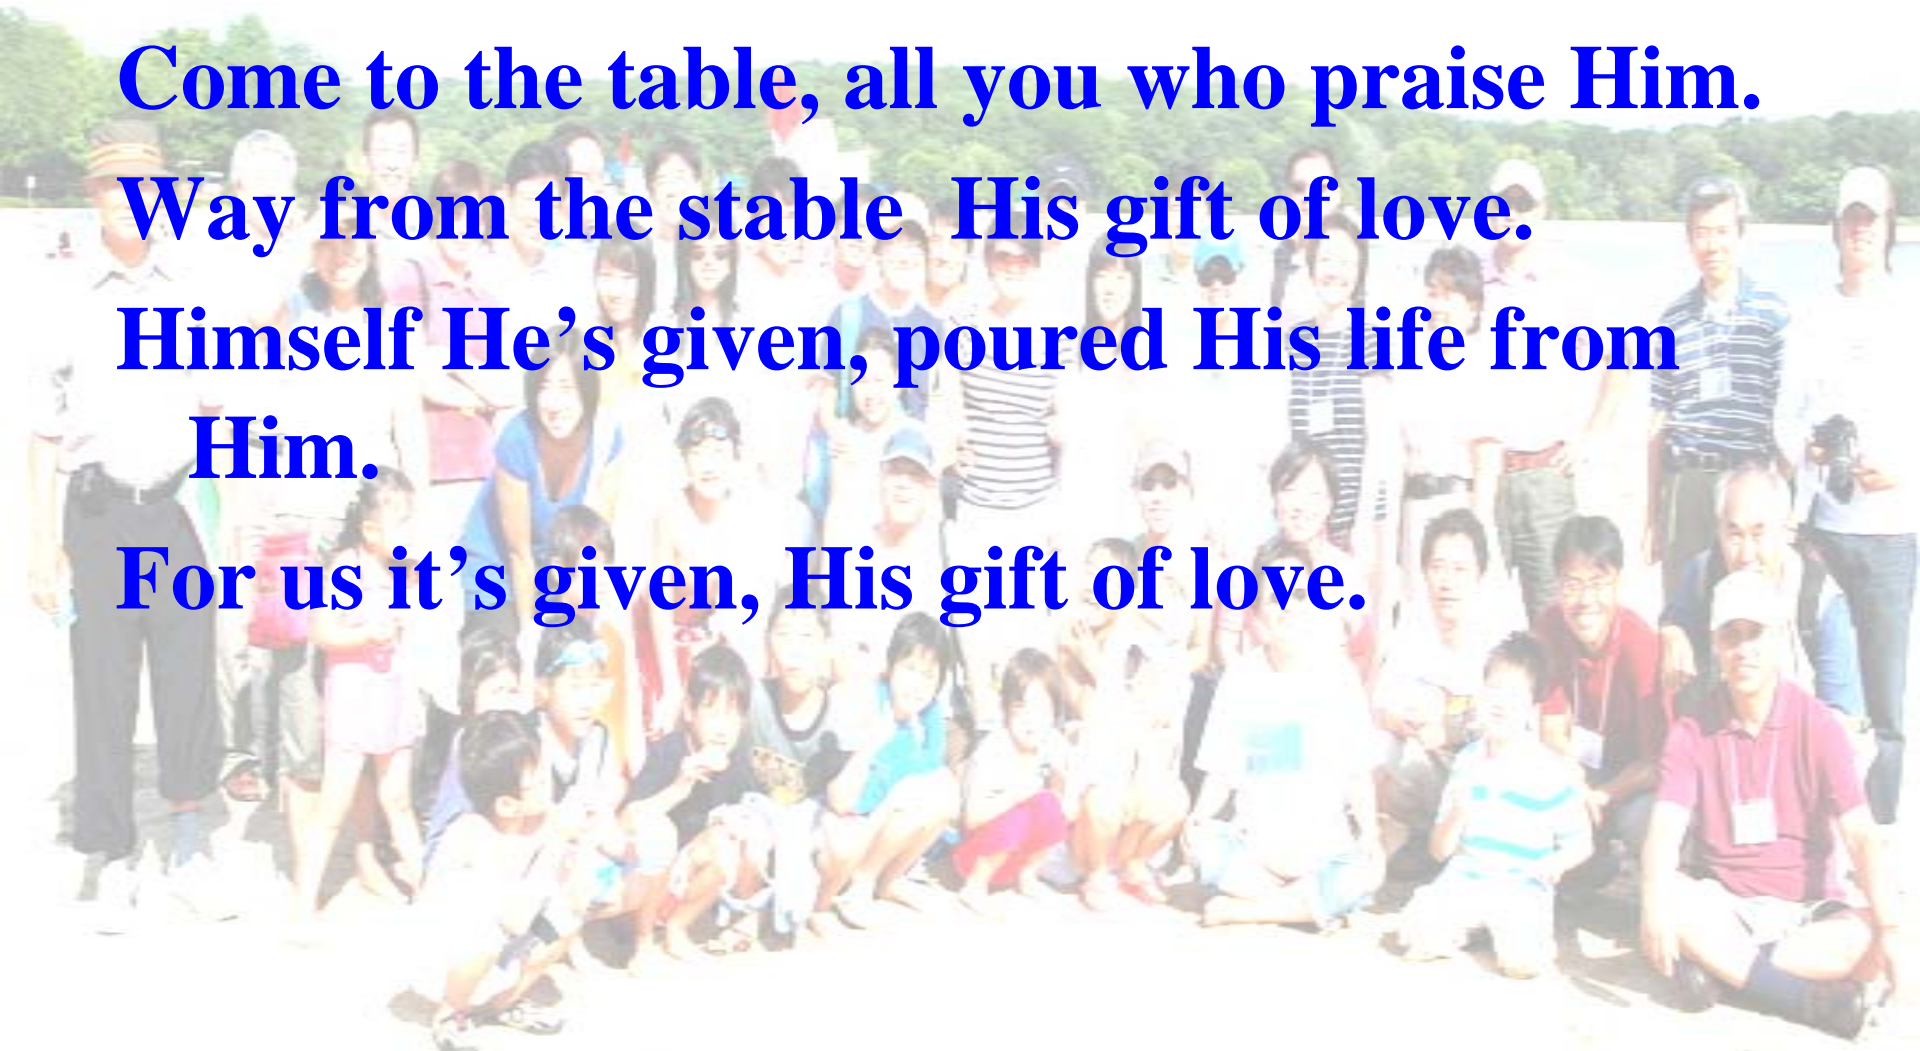 Come to the table, all you who praise Him.
Way from the stable  His gift of love.
Himself He’s given, poured His life from
Him.
For us it’s given, His gift of love.